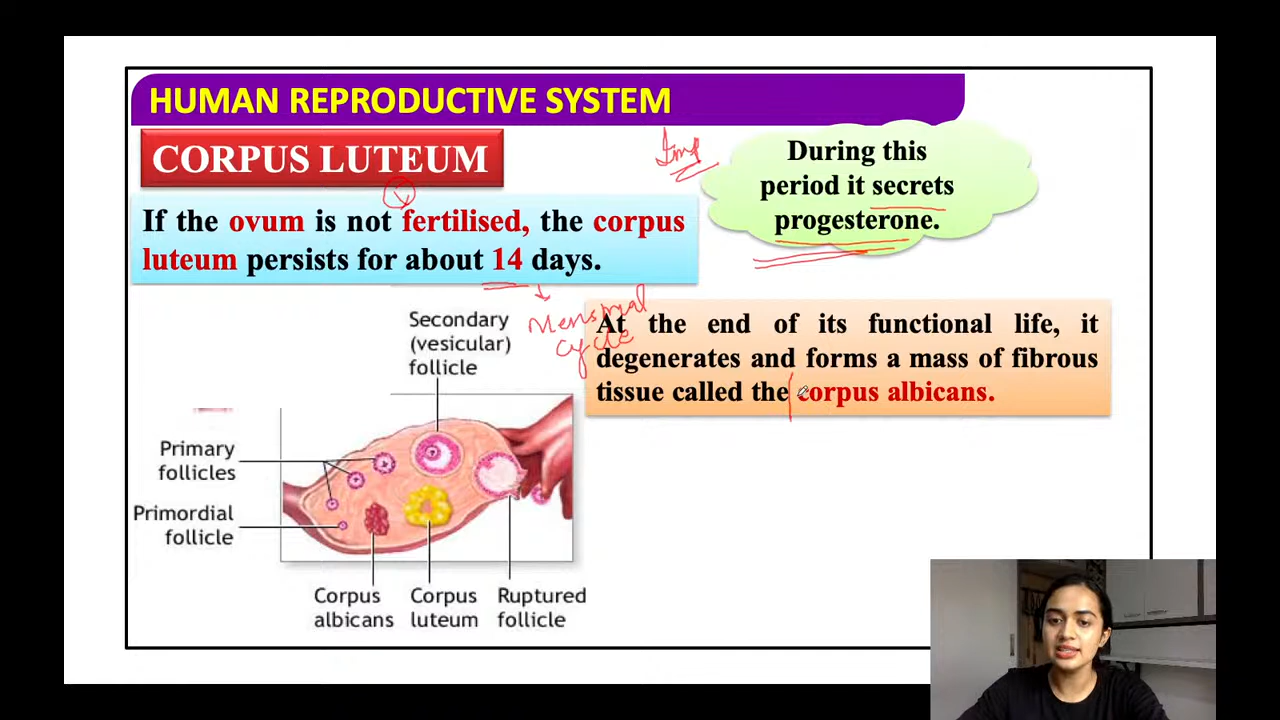 HUMAN REPRODUCTIVE SYSTEM
CORPUS LUTEUM
If the ovum is not fertilised, the corpus
luteum persists for about 14 days.
Imp
During this
period it secrets
progesterone.
Menstrual
cycle
At the end of its functional life, it
degenerates and forms a mass of fibrous
tissue called the corpus albicans.
Secondary
(vesicular)
follicle
Primary
follicles
Primordial
follicle
Corpus
albicans
Corpus
luteum
Ruptured
follicle